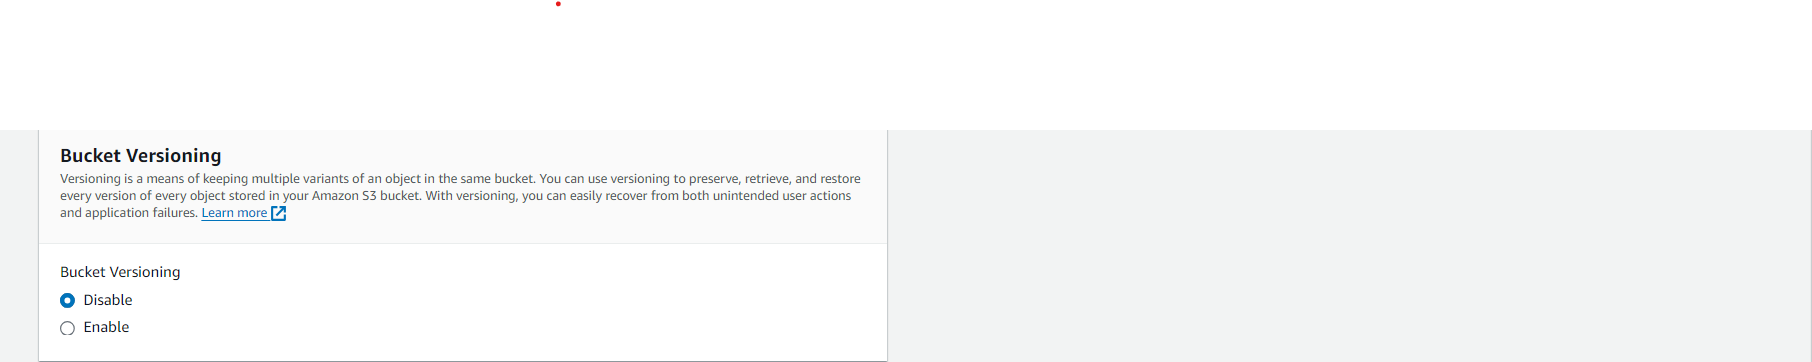 Bucket Versioning
Versioning is a means of keeping multiple variants of an object in the same bucket. You can use versioning to preserve, retrieve, and restore
every version of every object stored in your Amazon S3 bucket. With versioning, you can easily recover from both unintended user actions
and application failures. Learn more
Bucket Versioning
Disable
Enable